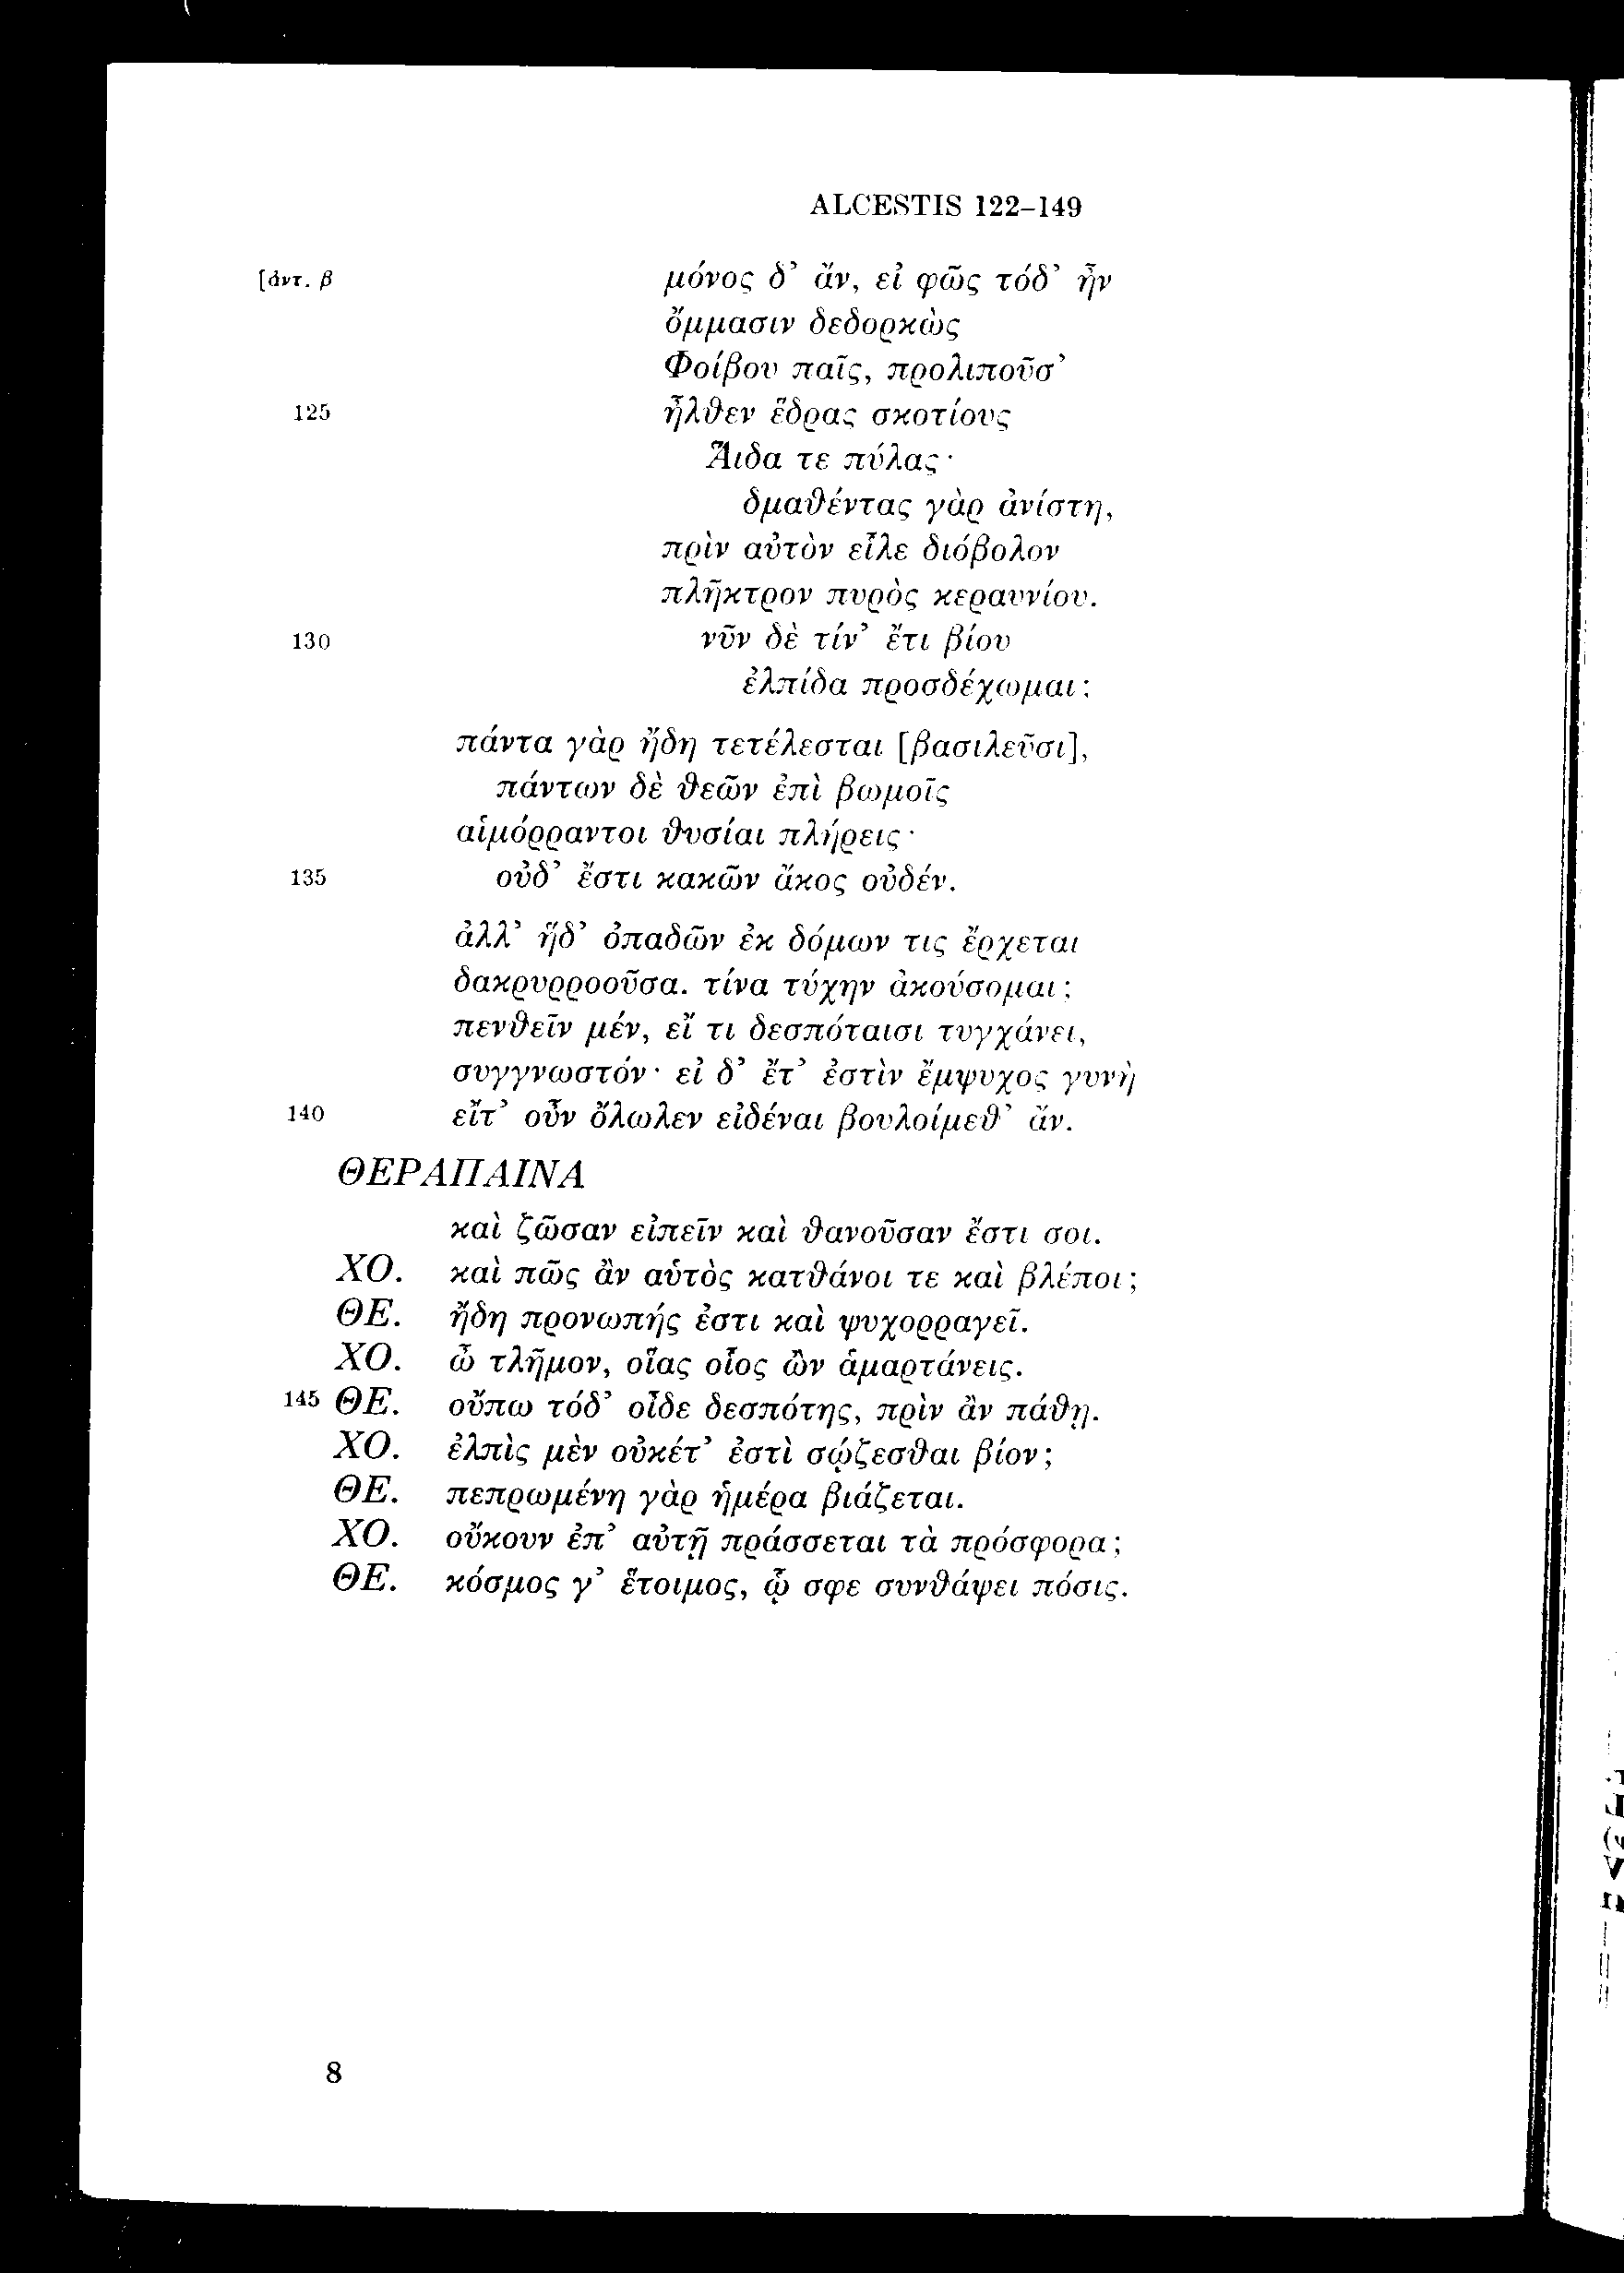 ALCESTIS 122–149
[ἀντ. β μόνος δ’ ἄν, εἰ φῶς τόδ’ ἦν
ὄμμασιν δεδορκὼς
Φοίβου παῖς, προλιποῦσ’
125 ἦλθεν ἕδρας σκοτίους
Ἅιδα τε πύλας·
δμαθέντας γὰρ ἀνίστη,
πρὶν αὐτὸν εἷλε διόβολον
πλῆκτρον πυρὸς κεραυνίου.
130 νῦν δὲ τίν’ ἔτι βίου
ἐλπίδα προσδέχωμαι;
πάντα γὰρ ἤδη τετέλεσται [βασιλεῦσι],
πάντων δὲ θεῶν ἐπὶ βωμοῖς
αἱμόρραντοι θυσίαι πλήρεις·
135 οὐδ’ ἔστι κακῶν ἄκος οὐδέν.
ἀλλ’ ἥδ’ ὀπαδῶν ἐκ δόμων τις ἔρχεται
δακρυρροοῦσα. τίνα τύχην ἀκούσομαι;
πενθεῖν μέν, εἴ τι δεσπόταισι τυγχάνει,
συγγνωστόν· εἰ δ’ ἔτ’ ἐστὶν ἔμψυχος γυνὴ
140 εἴτ’ οὖν ὄλωλεν εἰδέναι βουλοίμεθ’ ἄν.
ΘΕΡΑΠΑΙΝΑ
καὶ ζῶσαν εἰπεῖν καὶ θανοῦσαν ἔστι σοι.
ΧΟ. καὶ πῶς ἂν αὑτὸς κατθάνοι τε καὶ βλέποι;
ΘΕ. ἤδη προνωπής ἐστι καὶ ψυχορραγεῖ.
ΧΟ. ὦ τλῆμον, οἵας οἷος ὢν ἁμαρτάνεις.
145 ΘΕ. οὔπω τόδ’ οἶδε δεσπότης, πρὶν ἂν πάθῃ.
ΧΟ. ἐλπὶς μὲν οὐκέτ’ ἐστὶ σῴζεσθαι βίον;
ΘΕ. πεπρωμένη γὰρ ἡμέρα βιάζεται.
ΧΟ. οὔκουν ἐπ’ αὐτῇ πράσσεται τὰ πρόσφορα;
ΘΕ. κόσμος γ’ ἕτοιμος, ᾧ σφε συνθάψει πόσις.
8